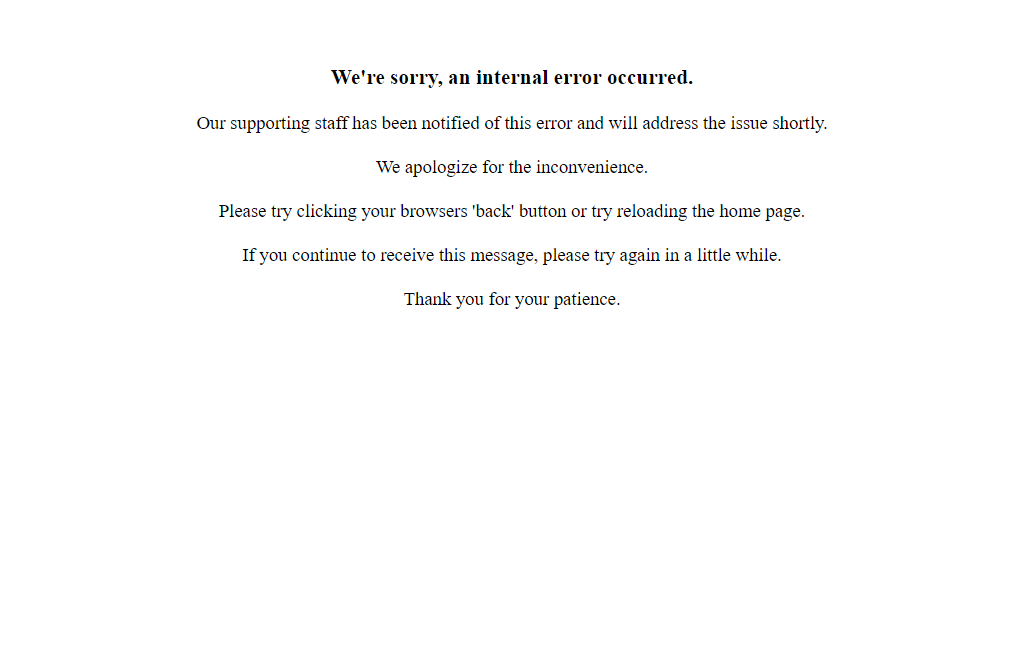 We're sorry, an internal error occurred.
Our supporting staff has been notified of this error and will address the issue shortly.
We apologize for the inconvenience.
Please try clicking your browsers 'back' button or try reloading the home page.
If you continue to receive this message, please try again in a little while.
Thank you for your patience.